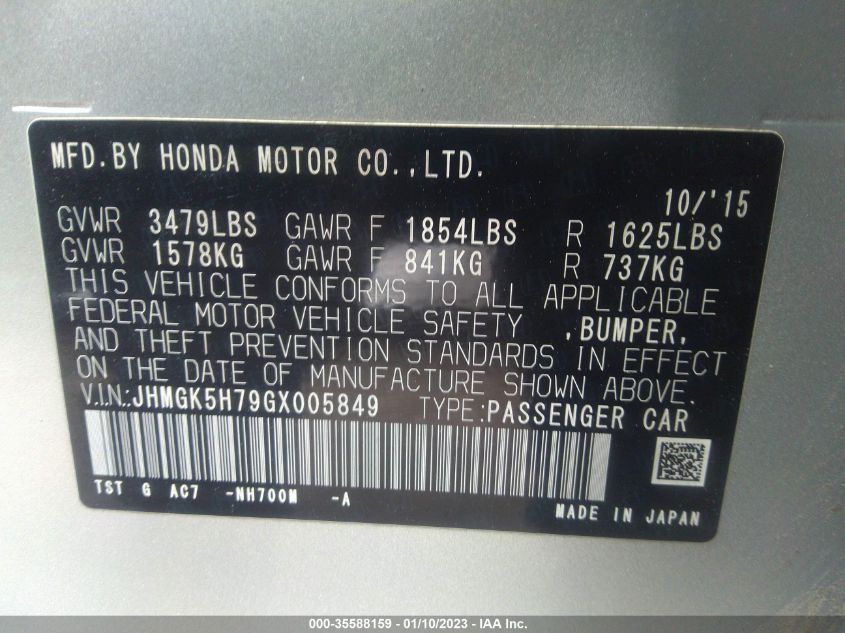 MFD.BY HONDA MOTOR CO.,LTD.
10/'15
GVWR 3479LBS GAWR F 1854LBS R 1625LBS
GVWR 1578KG GAWR F 841KG R 737KG
THIS VEHICLE CONFORMS TO ALL APPLICABLE
FEDERAL MOTOR VEHICLE SAFETY ,BUMPER,
AND THEFT PREVENTION STANDARDS IN EFFECT
ON THE DATE OF MANUFACTURE SHOWN ABOVE.
V.I.N.:JHMGK5H79GX005849 TYPE:PASSENGER CAR
TST G AC7 -NH700M -A
MADE IN JAPAN
000-35588159 - 01/10/2023 - IAA Inc.